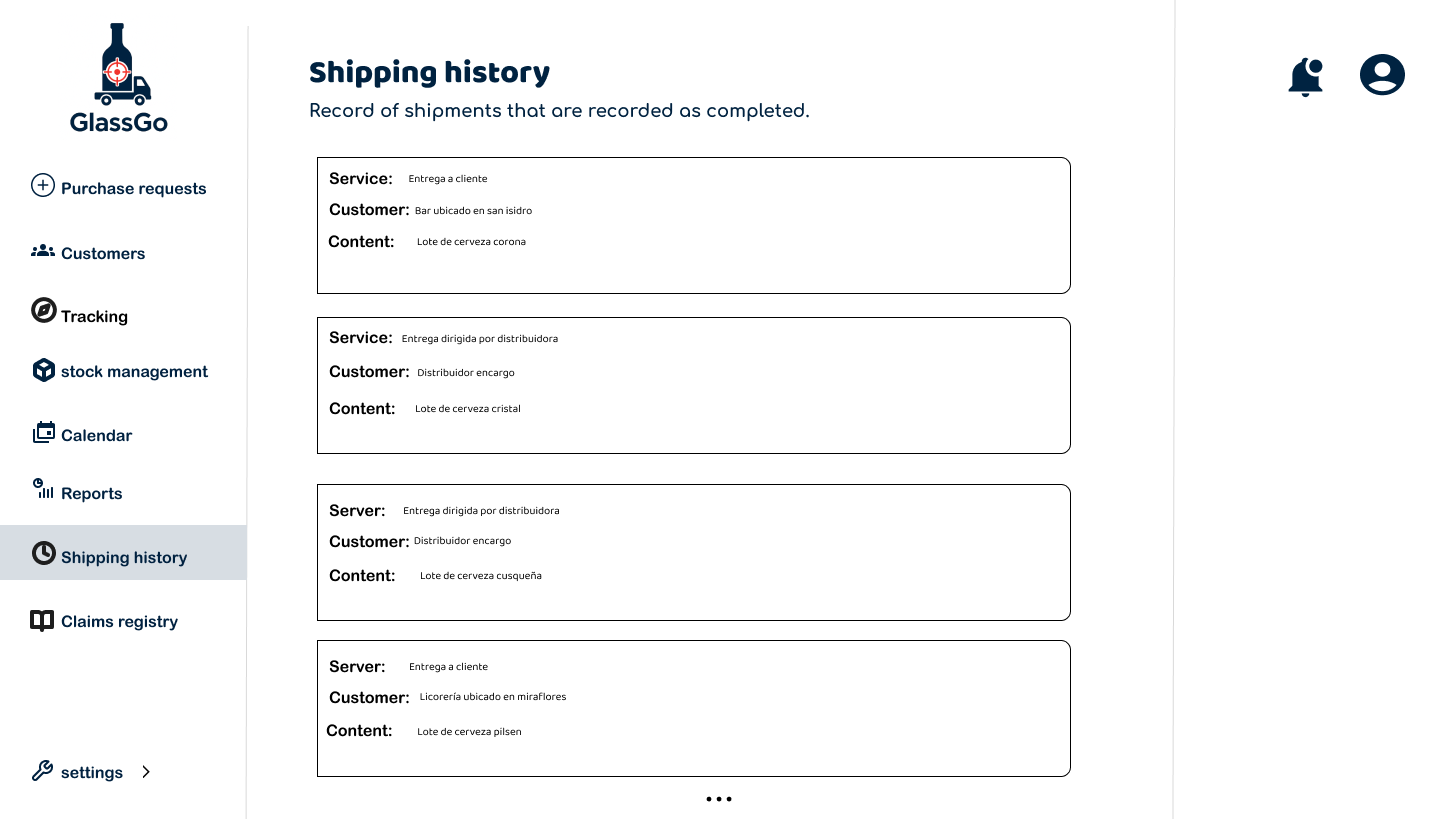 GlassGo
Purchase requests
Customers
Tracking
stock management
Calendar
Reports
Shipping history
Claims registry
settings
Shipping history
Record of shipments that are recorded as completed.
Service: Entrega a cliente
Customer: Bar ubicado en san isidro
Content: Lote de cerveza corona
Service: Entrega dirigida por distribuidora
Customer: Distribuidor encargo
Content: Lote de cerveza cristal
Server: Entrega dirigida por distribuidora
Customer: Distribuidor encargo
Content: Lote de cerveza cusqueña
Server: Entrega a cliente
Customer: Licorería ubicado en miraflores
Content: Lote de cerveza pilsen